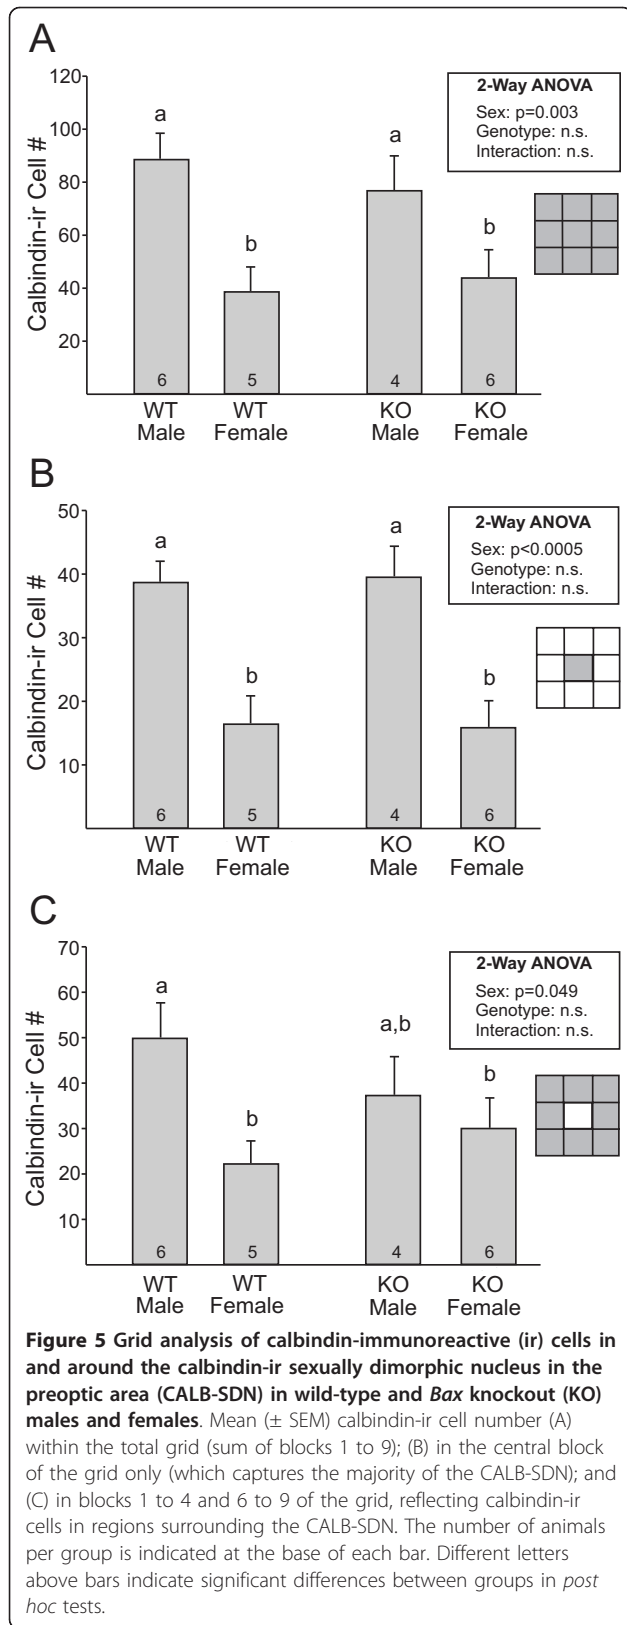 A
120
100
80
60
40
20
Calbindin-ir Cell #
a
b
a
b
2-Way ANOVA
Sex: p=0.003
Genotype: n.s.
Interaction: n.s.
6
5
4
6
WT
Male
WT
Female
KO
Male
KO
Female
B
50
40
30
20
10
Calbindin-ir Cell #
a
b
a
b
2-Way ANOVA
Sex: p<0.0005
Genotype: n.s.
Interaction: n.s.
6
5
4
6
WT
Male
WT
Female
KO
Male
KO
Female
C
70
60
50
40
30
20
10
Calbindin-ir Cell #
a
b
a,b
b
2-Way ANOVA
Sex: p=0.049
Genotype: n.s.
Interaction: n.s.
6
5
4
6
WT
Male
WT
Female
KO
Male
KO
Female
Figure 5 Grid analysis of calbindin-immunoreactive (ir) cells in
and around the calbindin-ir sexually dimorphic nucleus in the
preoptic area (CALB-SDN) in wild-type and Bax knockout (KO)
males and females. Mean (± SEM) calbindin-ir cell number (A)
within the total grid (sum of blocks 1 to 9); (B) in the central block
of the grid only (which captures the majority of the CALB-SDN); and
(C) in blocks 1 to 4 and 6 to 9 of the grid, reflecting calbindin-ir
cells in regions surrounding the CALB-SDN. The number of animals
per group is indicated at the base of each bar. Different letters
above bars indicate significant differences between groups in post
hoc tests.